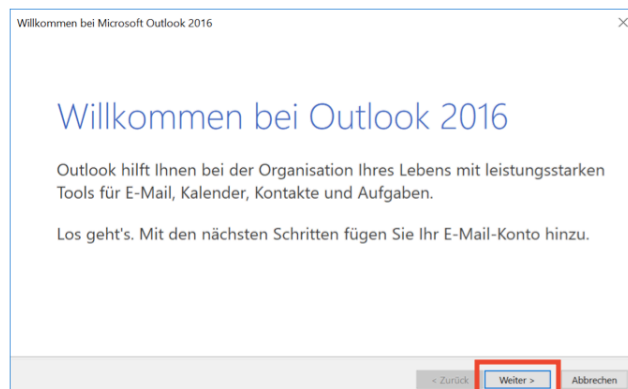 Willkommen bei Microsoft Outlook 2016
Willkommen bei Outlook 2016
Outlook hilft Ihnen bei der Organisation Ihres Lebens mit leistungsstarken
Tools für E-Mail, Kalender, Kontakte und Aufgaben.
Los geht's. Mit den nächsten Schritten fügen Sie Ihr E-Mail-Konto hinzu.
< Zurück Weiter > Abbrechen